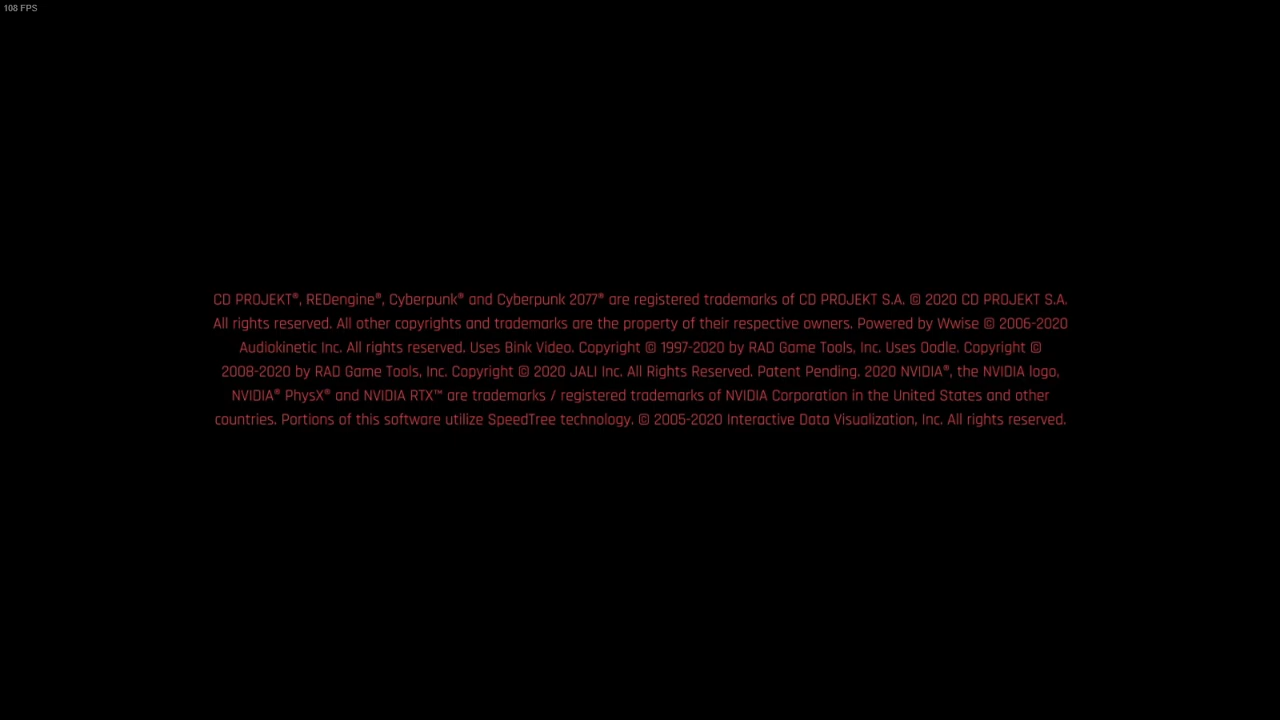 108 FPS
CD PROJEKT®, REDengine®, Cyberpunk® and Cyberpunk 2077® are registered trademarks of CD PROJEKT S.A. © 2020 CD PROJEKT S.A.
All rights reserved. All other copyrights and trademarks are the property of their respective owners. Powered by Wwise © 2006-2020
Audiokinetic Inc. All rights reserved. Uses Bink Video. Copyright © 1997-2020 by RAD Game Tools, Inc. Uses Oodle. Copyright ©
2008-2020 by RAD Game Tools, Inc. Copyright © 2020 JALI Inc. All Rights Reserved. Patent Pending. 2020 NVIDIA®, the NVIDIA logo,
NVIDIA® PhysX® and NVIDIA RTX™ are trademarks / registered trademarks of NVIDIA Corporation in the United States and other
countries. Portions of this software utilize SpeedTree technology. © 2005-2020 Interactive Data Visualization, Inc. All rights reserved.